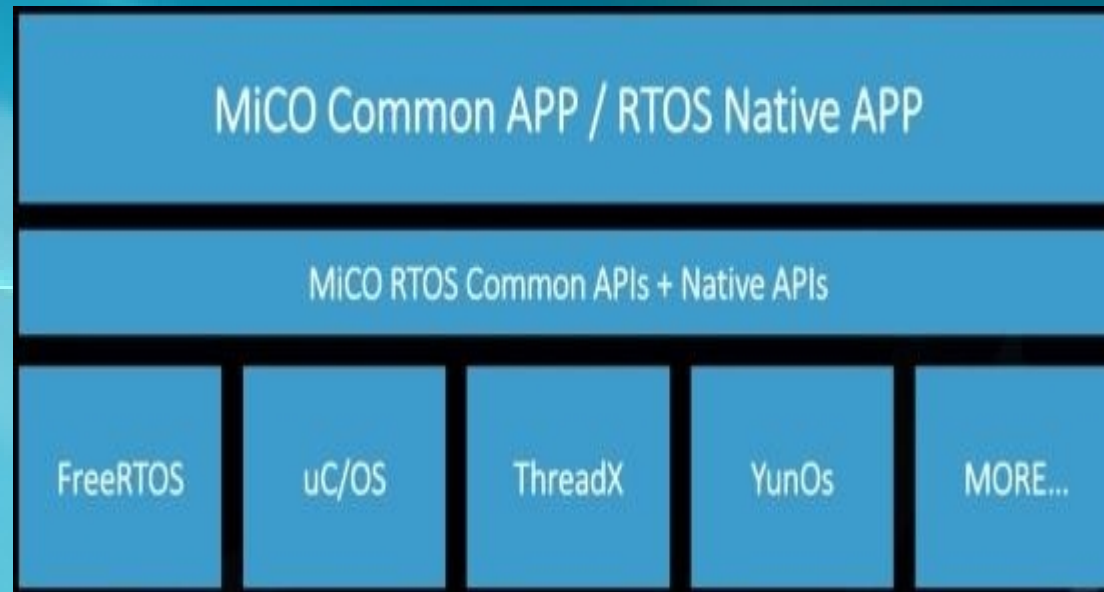 MiCO Common APP / RTOS Native APP
MiCO RTOS Common APIs + Native APIs
FreeRTOS
uC/OS
ThreadX
YunOs
MORE...